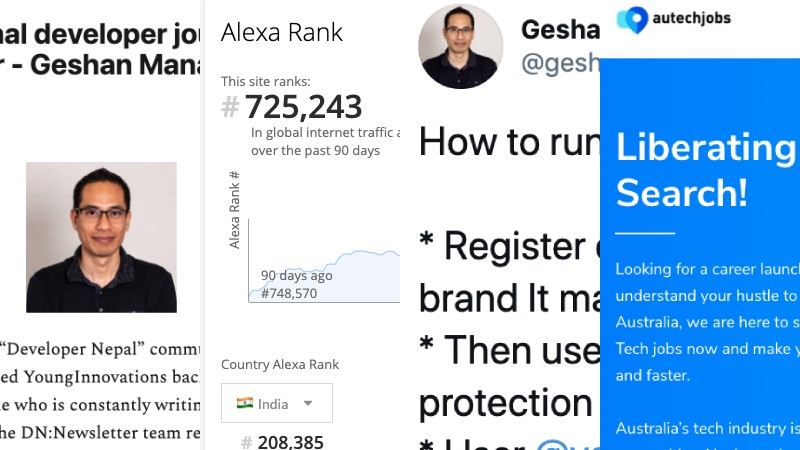 nal developer jou
r - Geshan Mana
"Developer Nepal" commu
ed YoungInnovations bac
e who is constantly writin
he DN:Newsletter team re
Alexa Rank
This site ranks:
#725,243
In global internet traffic a
over the past 90 days
Alexa Rank #
90 days ago
#748,570
Country Alexa Rank
India
#208,385
Gesha
@gesh
How to run
* Register
brand It ma
* Then use
protection
autechjobs
Liberating
Search!
Looking for a career launch
understand your hustle to
Australia, we are here to s
Tech jobs now and make y
and faster.
Australia's tech industry is